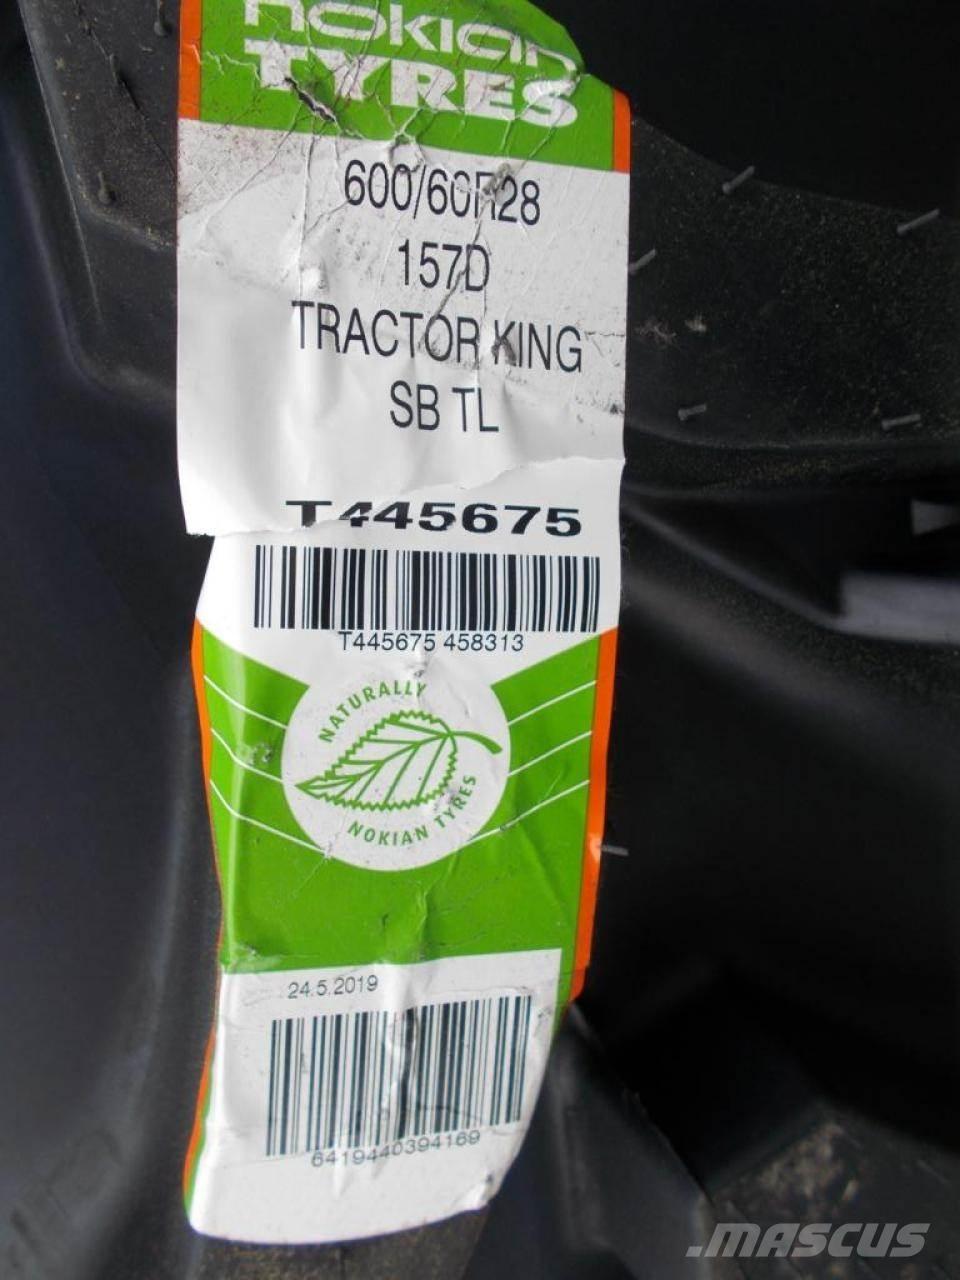 nokian
TYRES
600/60R28
157D
TRACTOR KING
SB TL
T445675
T445675 458313
NATURALLY
NOKIAN TYRES
24.5.2019
6419440394169
MASCUS